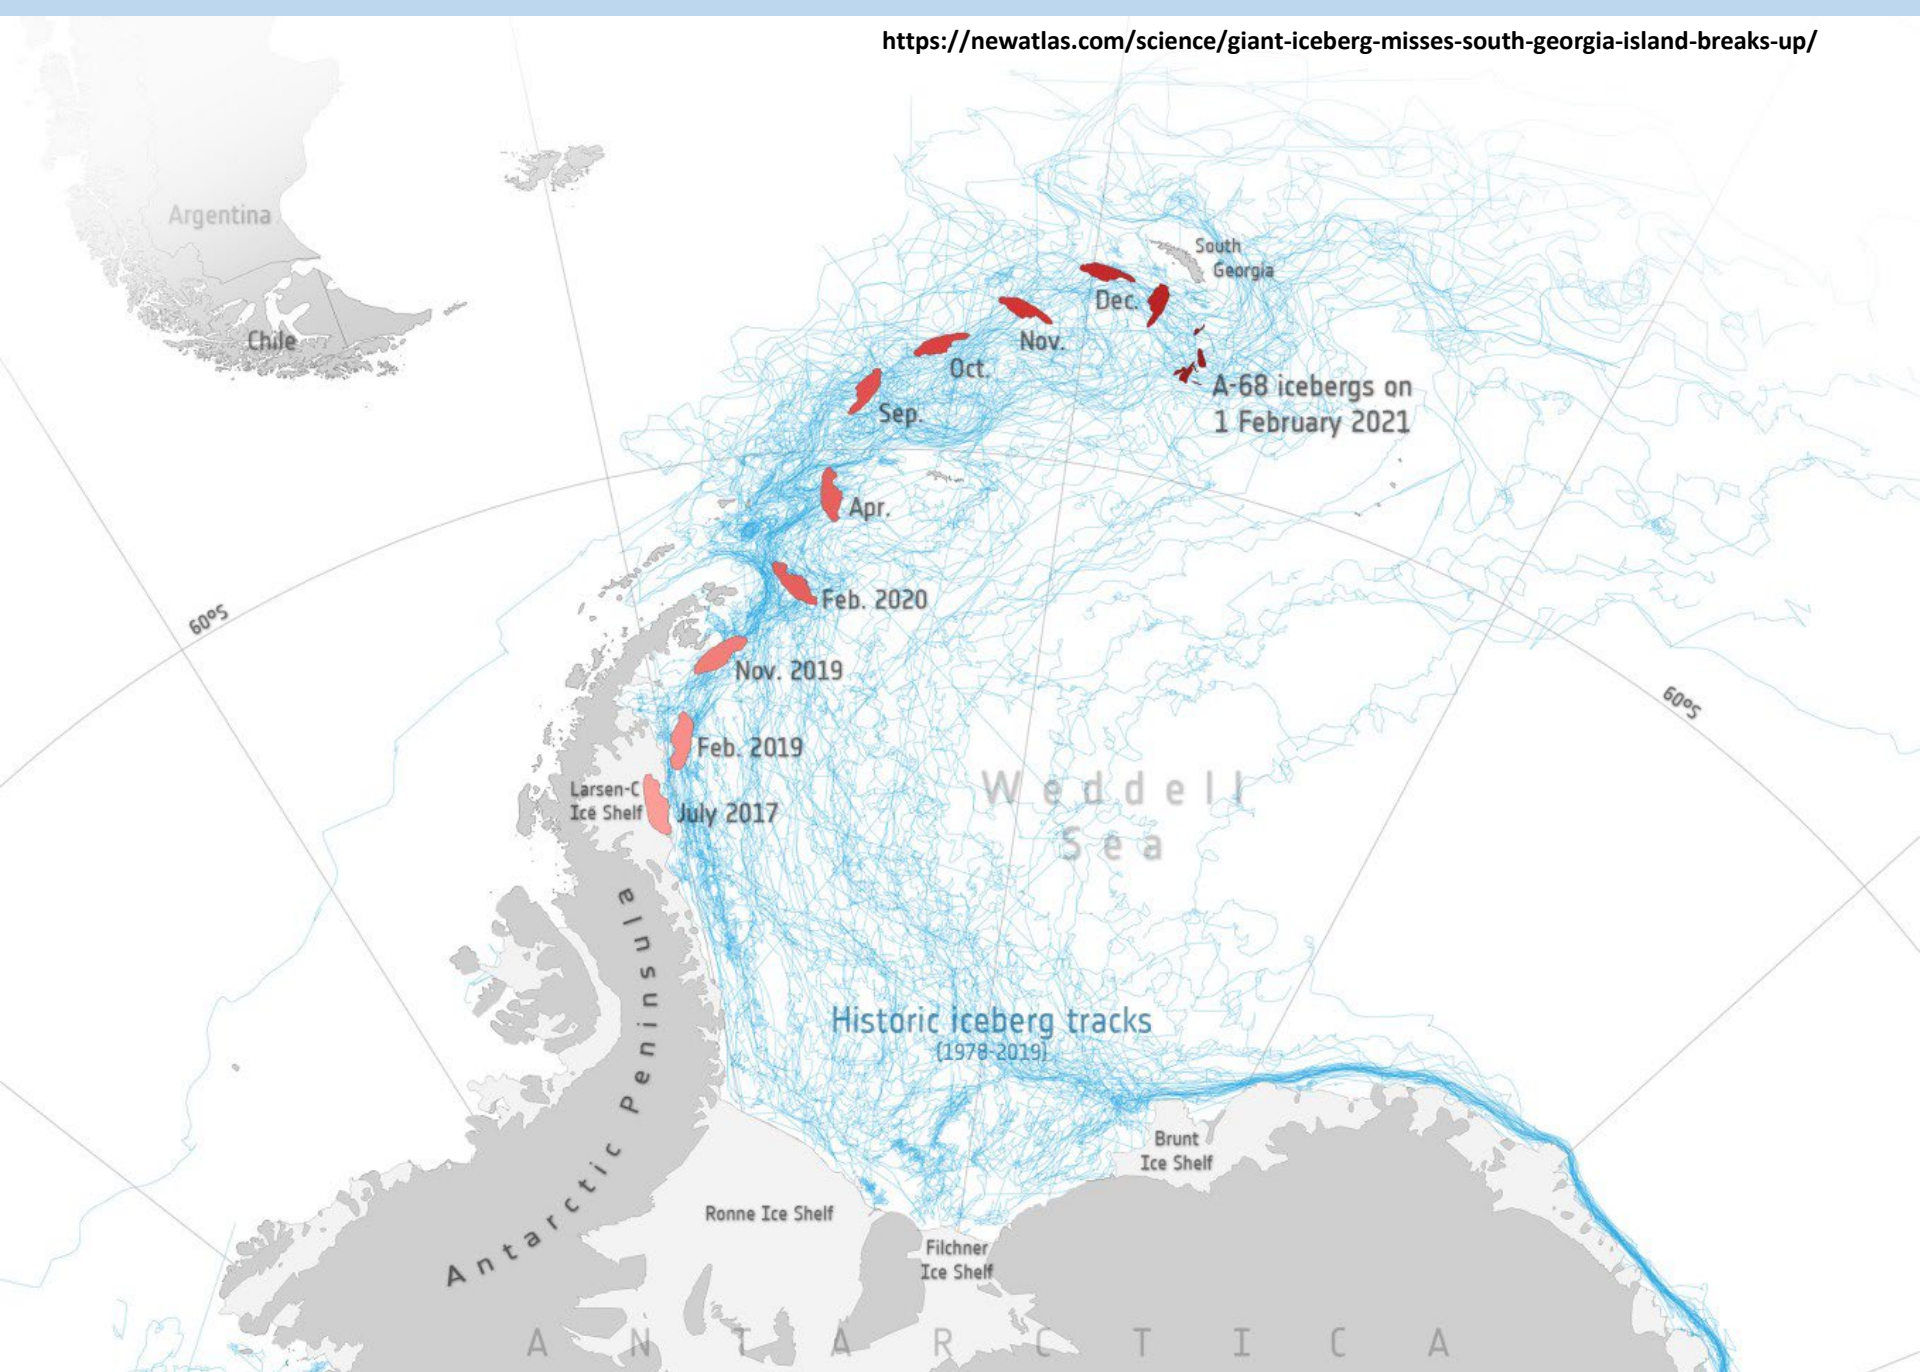 https://newatlas.com/science/giant-iceberg-misses-south-georgia-island-breaks-up/
Argentina
Chile
South
Georgia
Dec.
Nov.
Oct.
Sep.
A-68 icebergs on
1 February 2021
Apr.
Feb. 2020
60ºS
Nov. 2019
60ºS
Feb. 2019
Larsen-C
Ice Shelf
July 2017
Weddell
Sea
Antarctic Peninsula
Historic iceberg tracks
(1978-2019)
Brunt
Ice Shelf
Ronne Ice Shelf
Filchner
Ice Shelf
ANTARCTICA